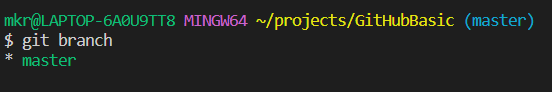 mkr@LAPTOP-6A0U9TT8 MINGW64 ~/projects/GitHubBasic (master)
$ git branch
* master